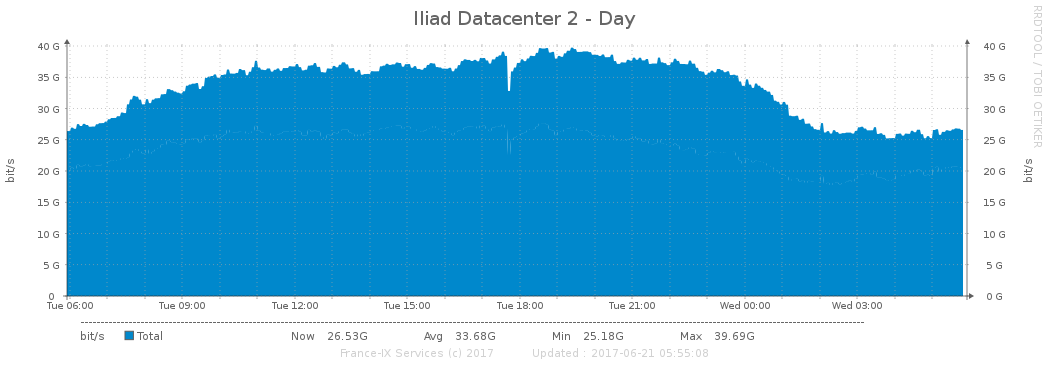 Iliad Datacenter 2 - Day
RRDTOOL / TOBI OETIKER
bit/s
bit/s
40 G 40 G
35 G 35 G
30 G 30 G
25 G 25 G
20 G 20 G
15 G 15 G
10 G 10 G
5 G 5 G
0 0 G
Tue 06:00 Tue 09:00 Tue 12:00 Tue 15:00 Tue 18:00 Tue 21:00 Wed 00:00 Wed 03:00
bit/s Total Now 26.53G Avg 33.68G Min 25.18G Max 39.69G
France-IX Services (c) 2017 Updated : 2017-06-21 05:55:08